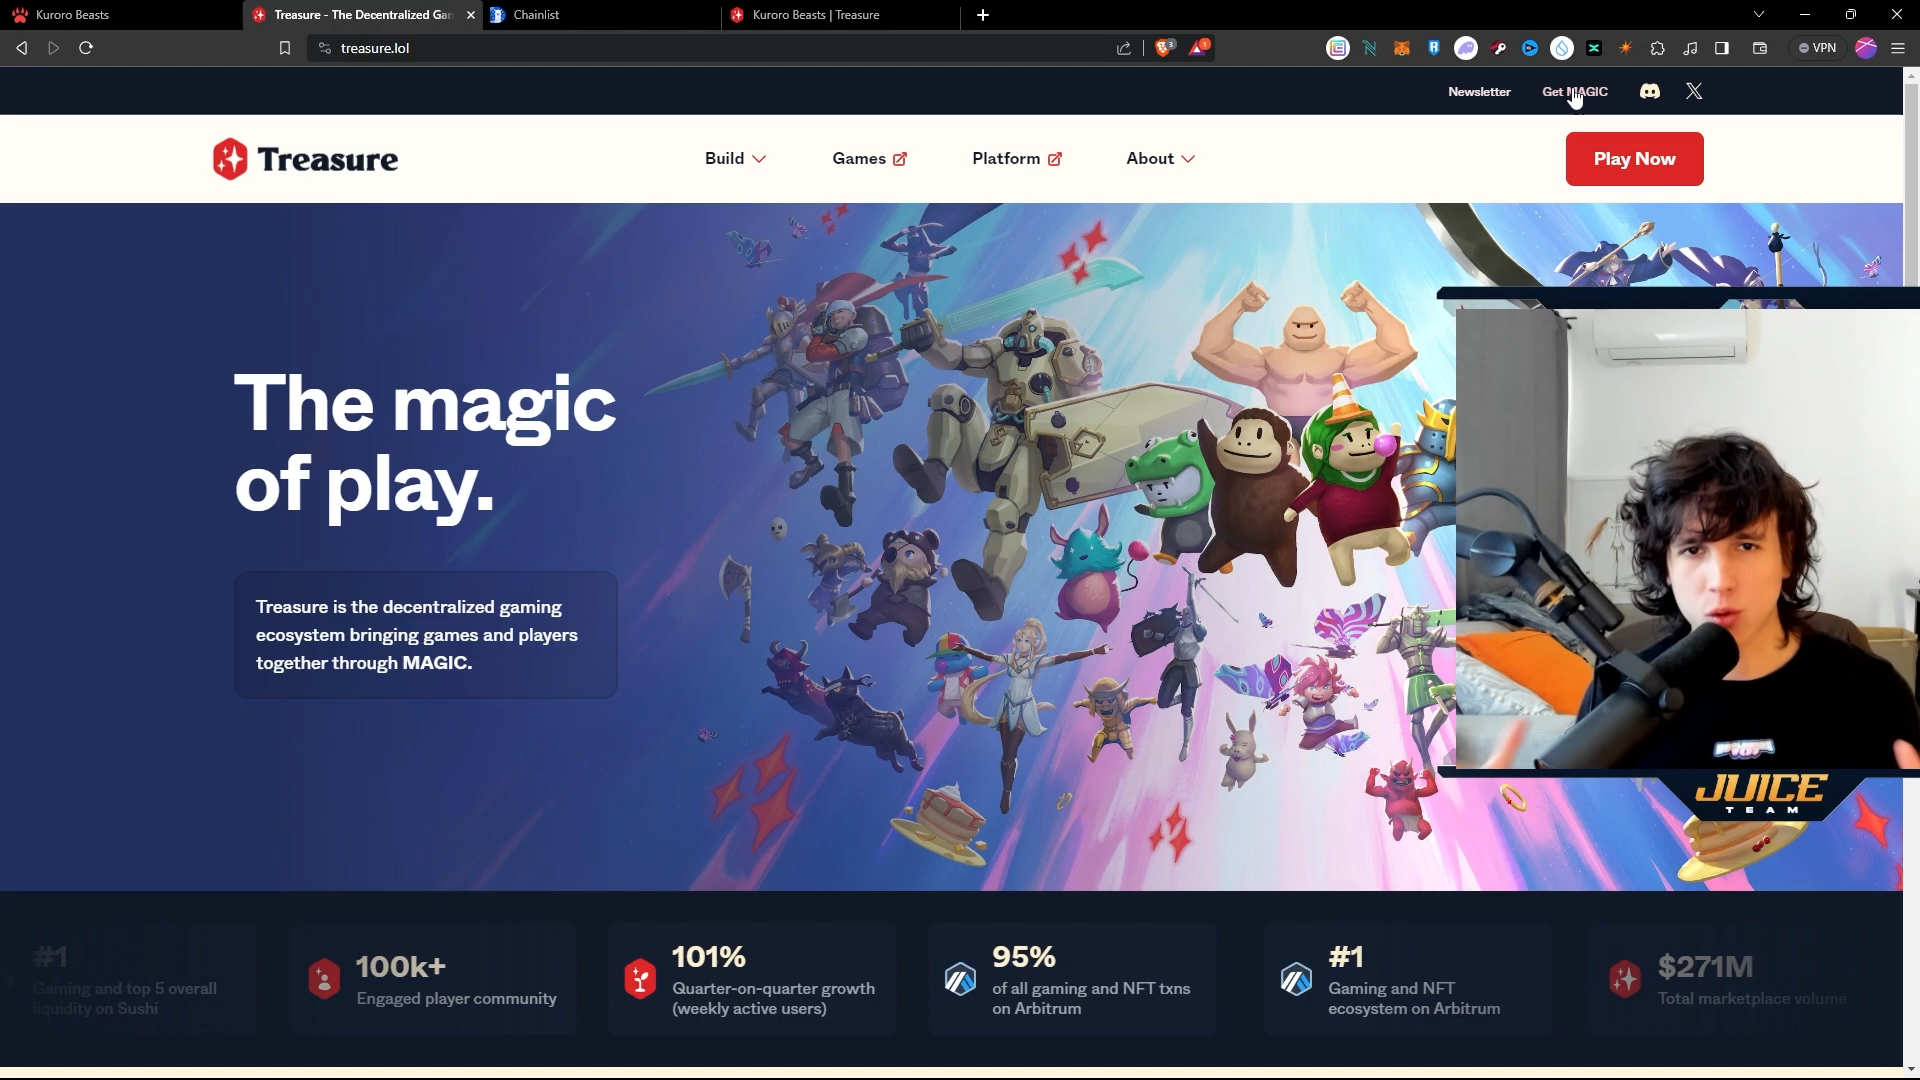 Kuroro Beasts
Treasure - The Decentralized Gam
Chainlist
Kuroro Beasts | Treasure
treasure.lol
3
1
VPN
Newsletter
Get MAGIC
Treasure
Build
Games
Platform
About
Play Now
The magic
of play.
Treasure is the decentralized gaming
ecosystem bringing games and players
together through MAGIC.
JUICE
TEAM
#1
Gaming and top 5 overall
liquidity on Sushi
100k+
Engaged player community
101%
Quarter-on-quarter growth
(weekly active users)
95%
of all gaming and NFT txns
on Arbitrum
#1
Gaming and NFT
ecosystem on Arbitrum
$271M
Total marketplace volume